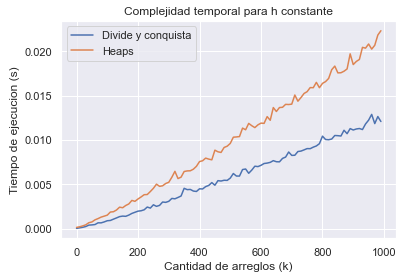 Complejidad temporal para h constante
Divide y conquista
Heaps
Tiempo de ejecucion (s)
0.020
0.015
0.010
0.005
0.000
0
200
400
600
800
1000
Cantidad de arreglos (k)